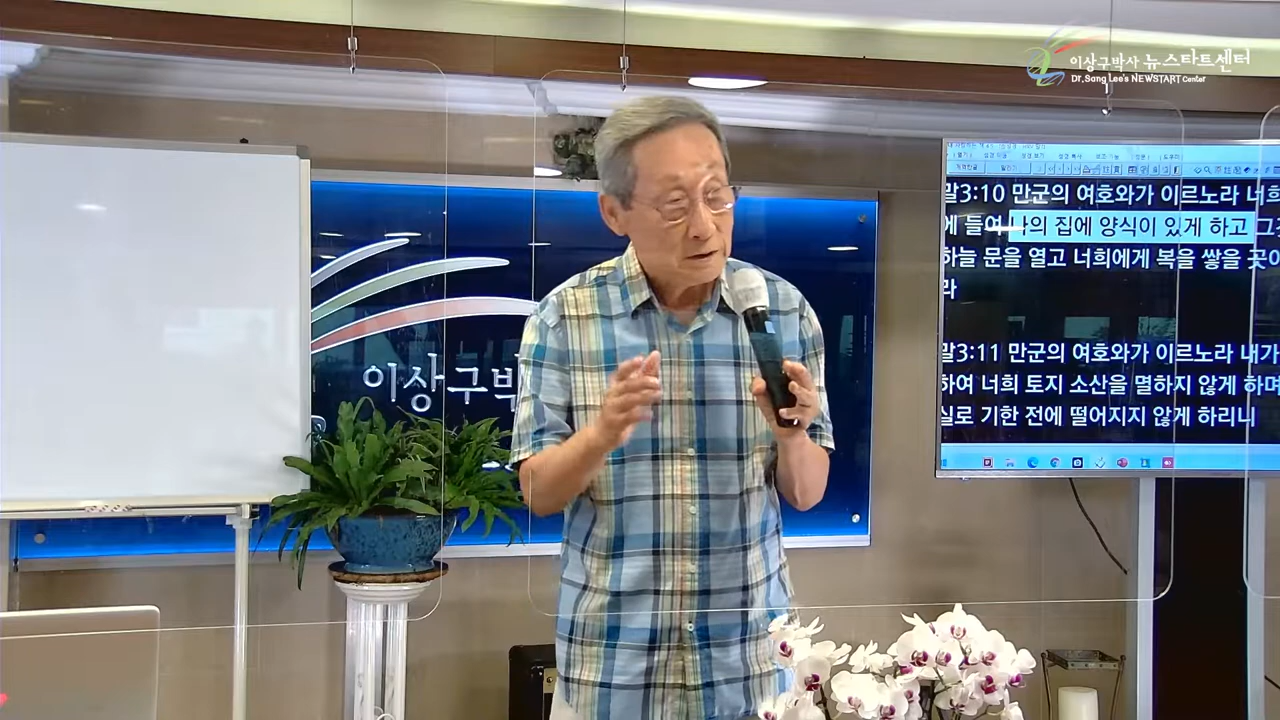 이상구박사 뉴스타트센터
Dr. Sang Lee's NEWSTART Center
이상구박
말3:10 만군의 여호와가 이르노라 너희
에 들여 나의 집에 양식이 있게 하고 그
하늘 문을 열고 너희에게 복을 쌓을 곳이
라
말3:11 만군의 여호와가 이르노라 내가
하여 너희 토지 소산을 멸하지 않게 하며
실로 기한 전에 떨어지지 않게 하리니